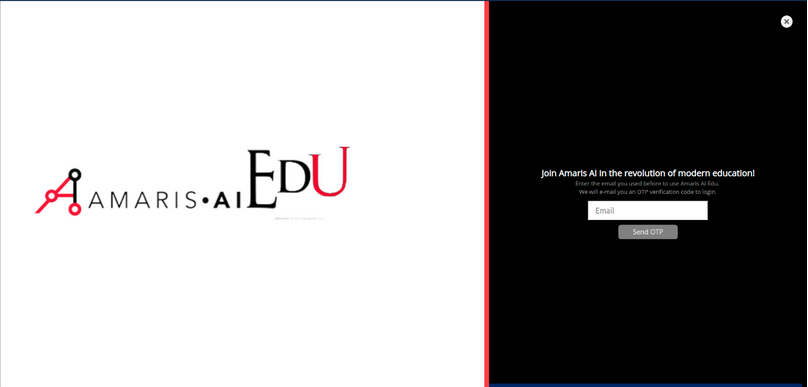 AMARIS•AI EDU
Join Amaris AI in the revolution of modern education!
Enter the email you used before to use Amaris AI Edu.
We will e-mail you an OTP verification code to login.
Email
Send OTP